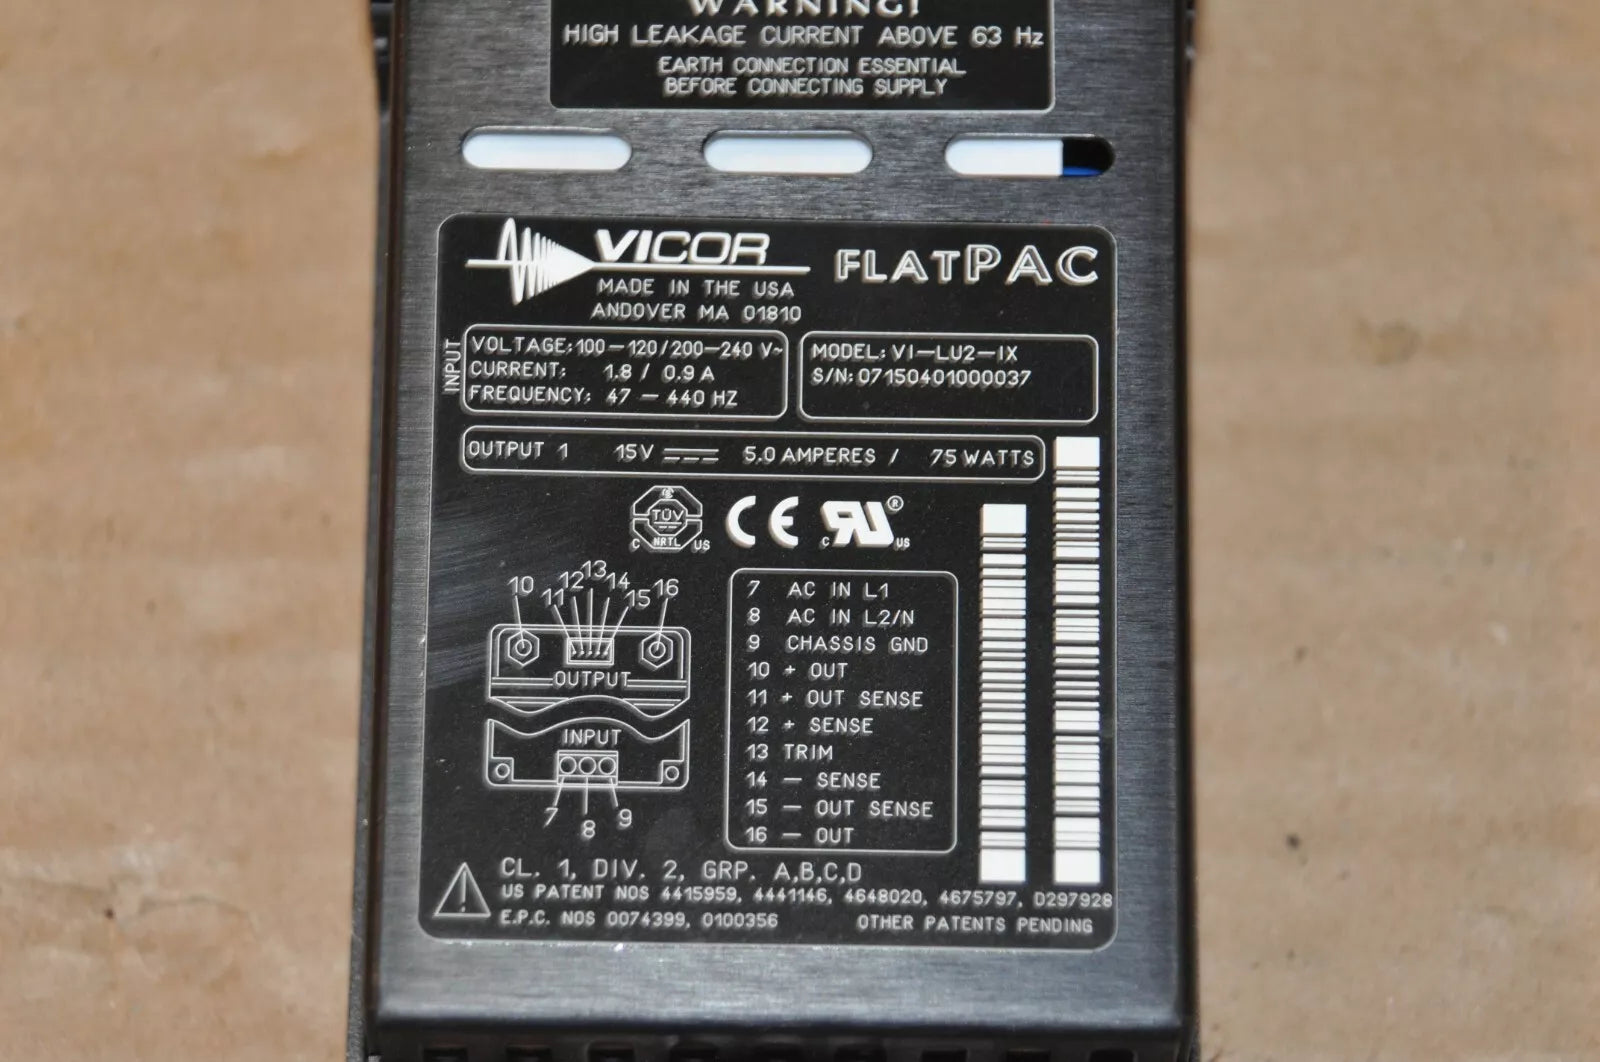 WARNING!
HIGH LEAKAGE CURRENT ABOVE 63 Hz
EARTH CONNECTION ESSENTIAL
BEFORE CONNECTING SUPPLY
VICOR
FLATPAC
MADE IN THE USA
ANDOVER MA 01810
INPUT
VOLTAGE: 100-120/200-240 V~
CURRENT: 1.8 / 0.9 A
FREQUENCY: 47 - 440 HZ
MODEL: VI-LU2-IX
S/N: 07150401000037
OUTPUT 1 15V 5.0 AMPERES / 75 WATTS
TÜV
NRTL
C US
CE
C RU US ®
10 11 12 13 14 15 16
OUTPUT
INPUT
7 8 9
7 AC IN L1
8 AC IN L2/N
9 CHASSIS GND
10 + OUT
11 + OUT SENSE
12 + SENSE
13 TRIM
14 - SENSE
15 - OUT SENSE
16 - OUT
CL. 1, DIV. 2, GRP. A,B,C,D
US PATENT NOS 4415959, 4441146, 4648020, 4675797, D297928
E.P.C. NOS 0074399, 0100356 OTHER PATENTS PENDING